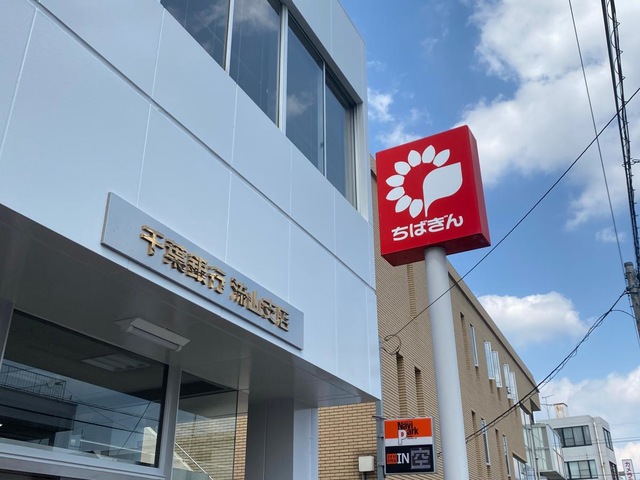 千葉銀行 流山支店
ちばぎん
Navi
Park
P
IN 空